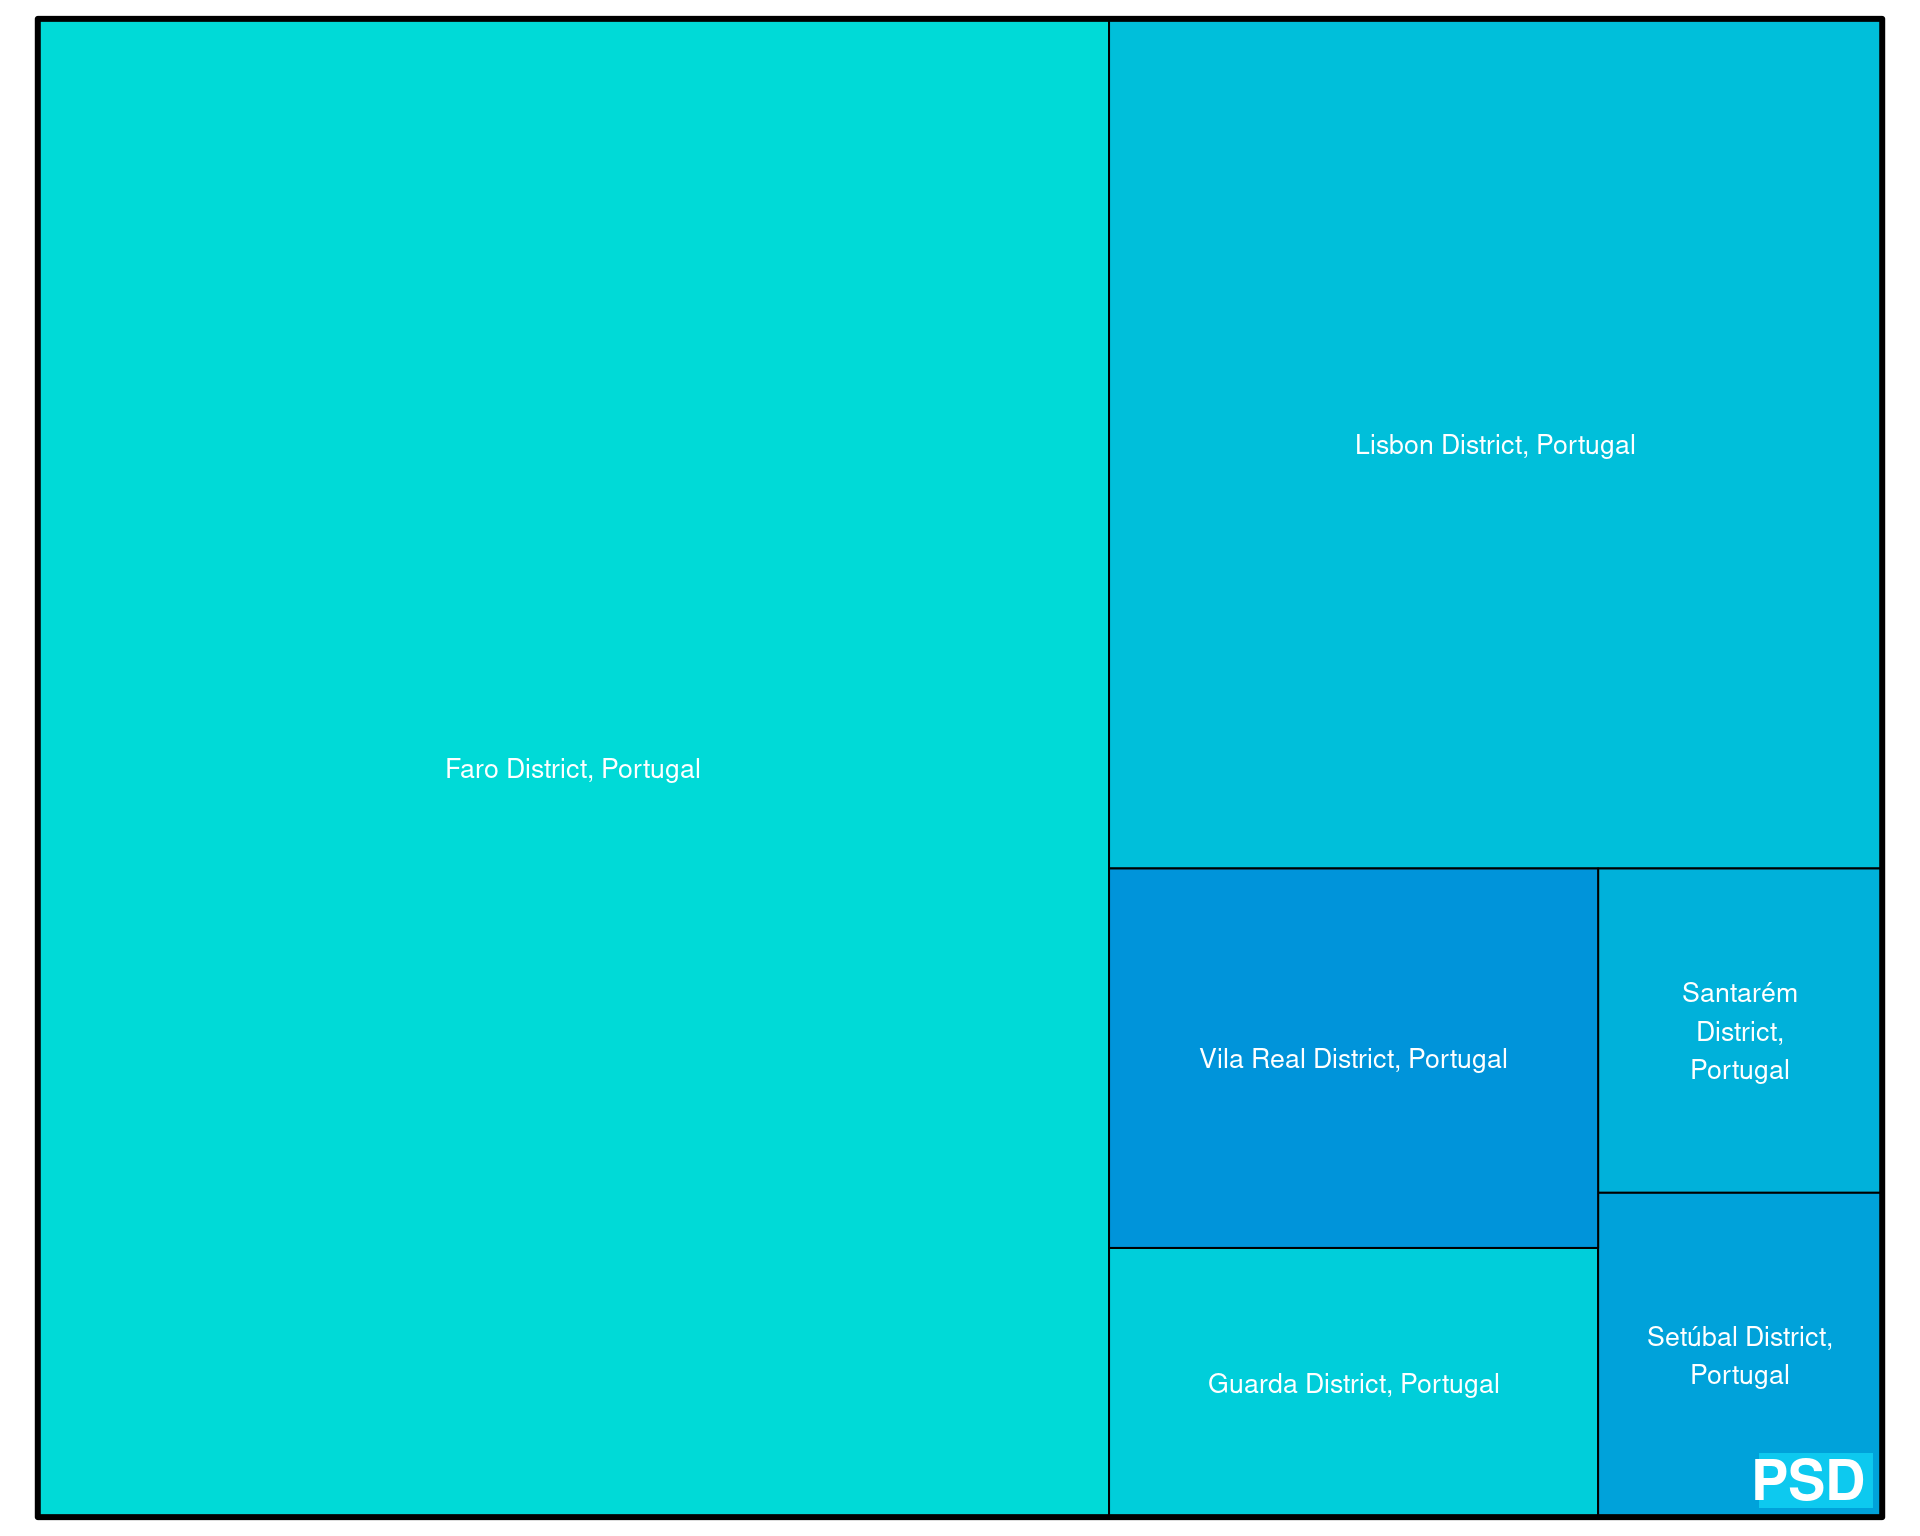 Faro District, Portugal
Lisbon District, Portugal
Vila Real District, Portugal
Santarém
District,
Portugal
Guarda District, Portugal
Setúbal District,
Portugal
PSD